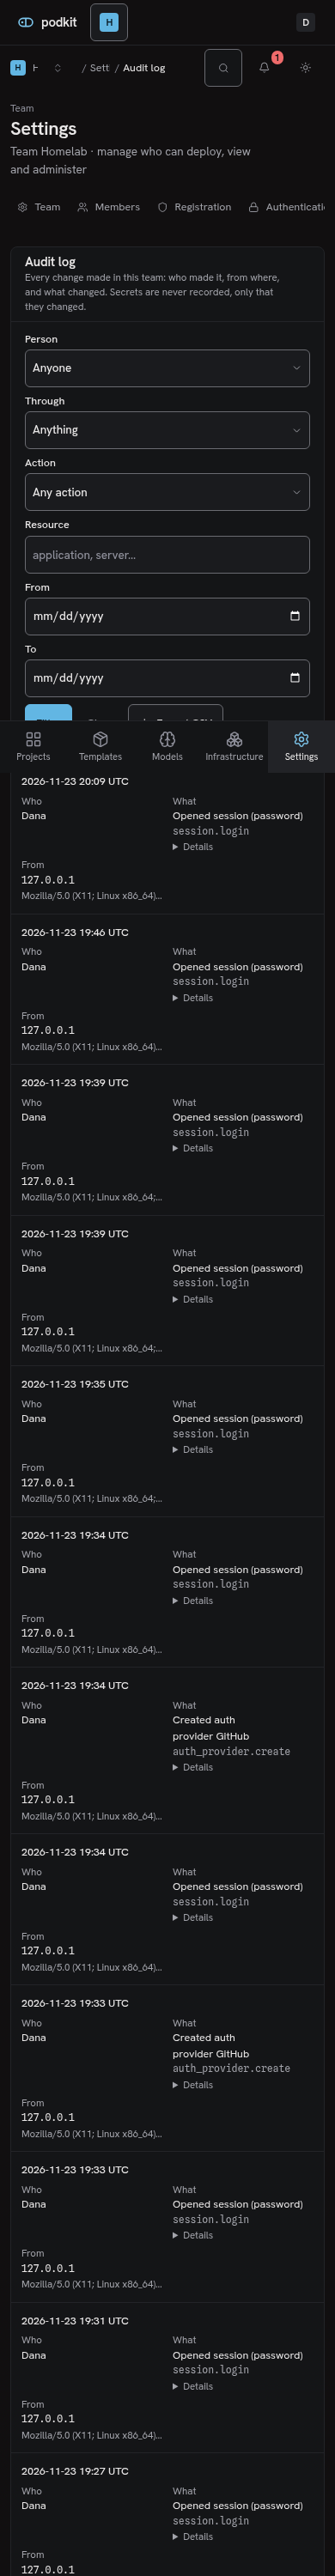 podkit
H
D
H
/ Sett / Audit log
1
Team
Settings
Team Homelab · manage who can deploy, view
and administer
Team
Members
Registration
Audit log
Every change made in this team: who made it, from where,
and what changed. Secrets are never recorded, only that
they changed.
Person
Anyone
Through
Anything
Action
Any action
Resource
application, server...
From
mm/dd/yyyy
To
mm/dd/yyyy
Projects
Templates
Models
Infrastructure
Settings
2026-11-23 20:09 UTC
Who
Dana
What
Opened session (password)
session.login
Details
From
127.0.0.1
Mozilla/5.0 (X11; Linux x86_64)...
2026-11-23 19:46 UTC
Who
Dana
What
Opened session (password)
session.login
Details
From
127.0.0.1
Mozilla/5.0 (X11; Linux x86_64)...
2026-11-23 19:39 UTC
Who
Dana
What
Opened session (password)
session.login
Details
From
127.0.0.1
Mozilla/5.0 (X11; Linux x86_64;...
2026-11-23 19:39 UTC
Who
Dana
What
Opened session (password)
session.login
Details
From
127.0.0.1
Mozilla/5.0 (X11; Linux x86_64;...
2026-11-23 19:35 UTC
Who
Dana
What
Opened session (password)
session.login
Details
From
127.0.0.1
Mozilla/5.0 (X11; Linux x86_64;...
2026-11-23 19:34 UTC
Who
Dana
What
Opened session (password)
session.login
Details
From
127.0.0.1
Mozilla/5.0 (X11; Linux x86_64)...
2026-11-23 19:34 UTC
Who
Dana
What
Created auth
provider GitHub
auth_provider.create
Details
From
127.0.0.1
Mozilla/5.0 (X11; Linux x86_64)...
2026-11-23 19:34 UTC
Who
Dana
What
Opened session (password)
session.login
Details
From
127.0.0.1
Mozilla/5.0 (X11; Linux x86_64)...
2026-11-23 19:33 UTC
Who
Dana
What
Created auth
provider GitHub
auth_provider.create
Details
From
127.0.0.1
Mozilla/5.0 (X11; Linux x86_64)...
2026-11-23 19:33 UTC
Who
Dana
What
Opened session (password)
session.login
Details
From
127.0.0.1
Mozilla/5.0 (X11; Linux x86_64)...
2026-11-23 19:31 UTC
Who
Dana
What
Opened session (password)
session.login
Details
From
127.0.0.1
Mozilla/5.0 (X11; Linux x86_64)...
2026-11-23 19:27 UTC
Who
Dana
What
Opened session (password)
session.login
Details
From
127.0.0.1